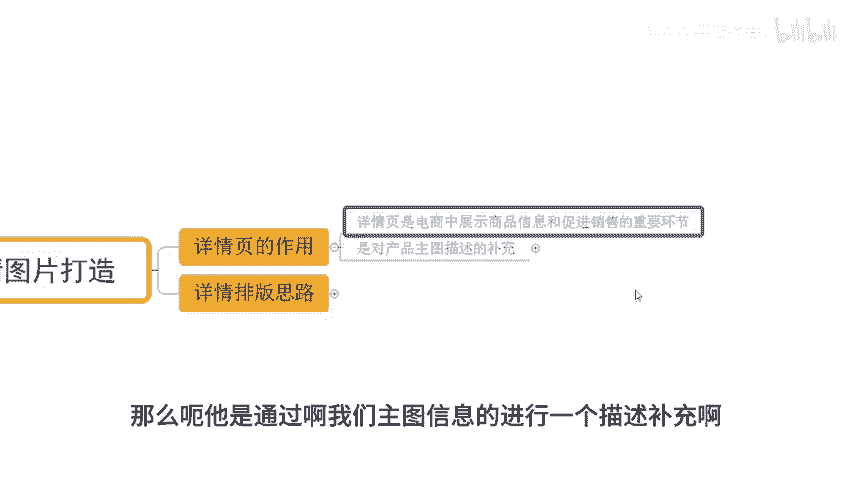 bilibili
详情页是电商中展示商品信息和促进销售的重要环节
详情页的作用
是对产品主图描述的补充
图片打造
详情排版思路
那么呃他是通过啊我们主图信息的进行一个描述补充啊